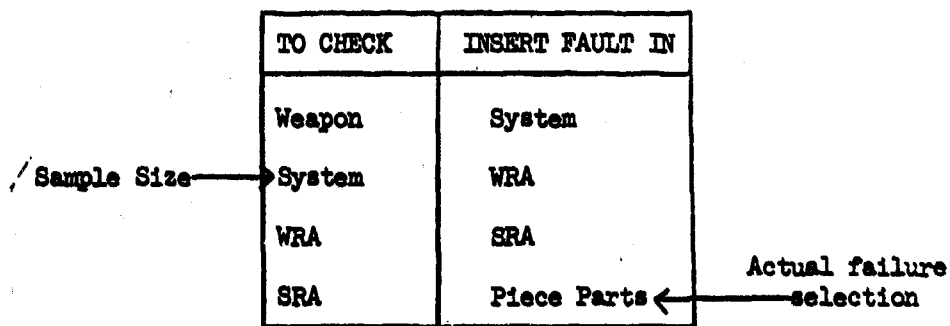 TO CHECK INSERT FAULT IN
Weapon System
Sample Size System WRA
WRA SRA
Actual failure
SRA Piece Parts selection